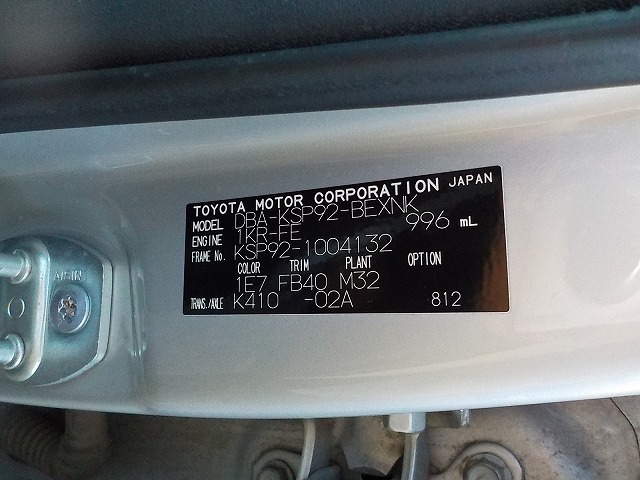 TOYOTA MOTOR CORPORATION JAPAN
MODEL DBA-KSP92-BEXNK
ENGINE 1KR-FE 996 mL
FRAME No. KSP92-1004132
COLOR TRIM PLANT OPTION
1E7 FB40 M32
TRANS./AXLE K410 -02A 812
AISIN